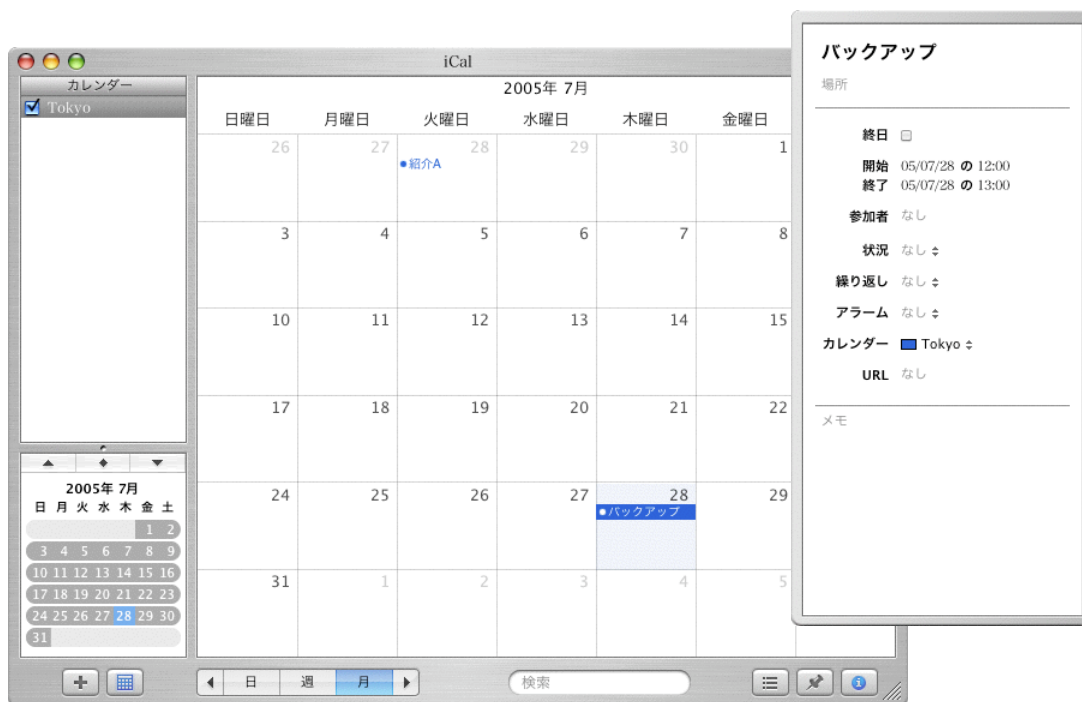 iCal
カレンダー
Tokyo
2005年 7月
日曜日 月曜日 火曜日 水曜日 木曜日 金曜日
26 27 28 29 30 1
紹介A
3 4 5 6 7 8
10 11 12 13 14 15
17 18 19 20 21 22
24 25 26 27 28 29
バックアップ
31 1 2 3 4 5
2005年 7月
日 月 火 水 木 金 土
1 2
3 4 5 6 7 8 9
10 11 12 13 14 15 16
17 18 19 20 21 22 23
24 25 26 27 28 29 30
31
日 週 月
検索
バックアップ
場所
終日
開始 05/07/28 の 12:00
終了 05/07/28 の 13:00
参加者 なし
状況 なし
繰り返し なし
アラーム なし
カレンダー Tokyo
URL なし
メモ